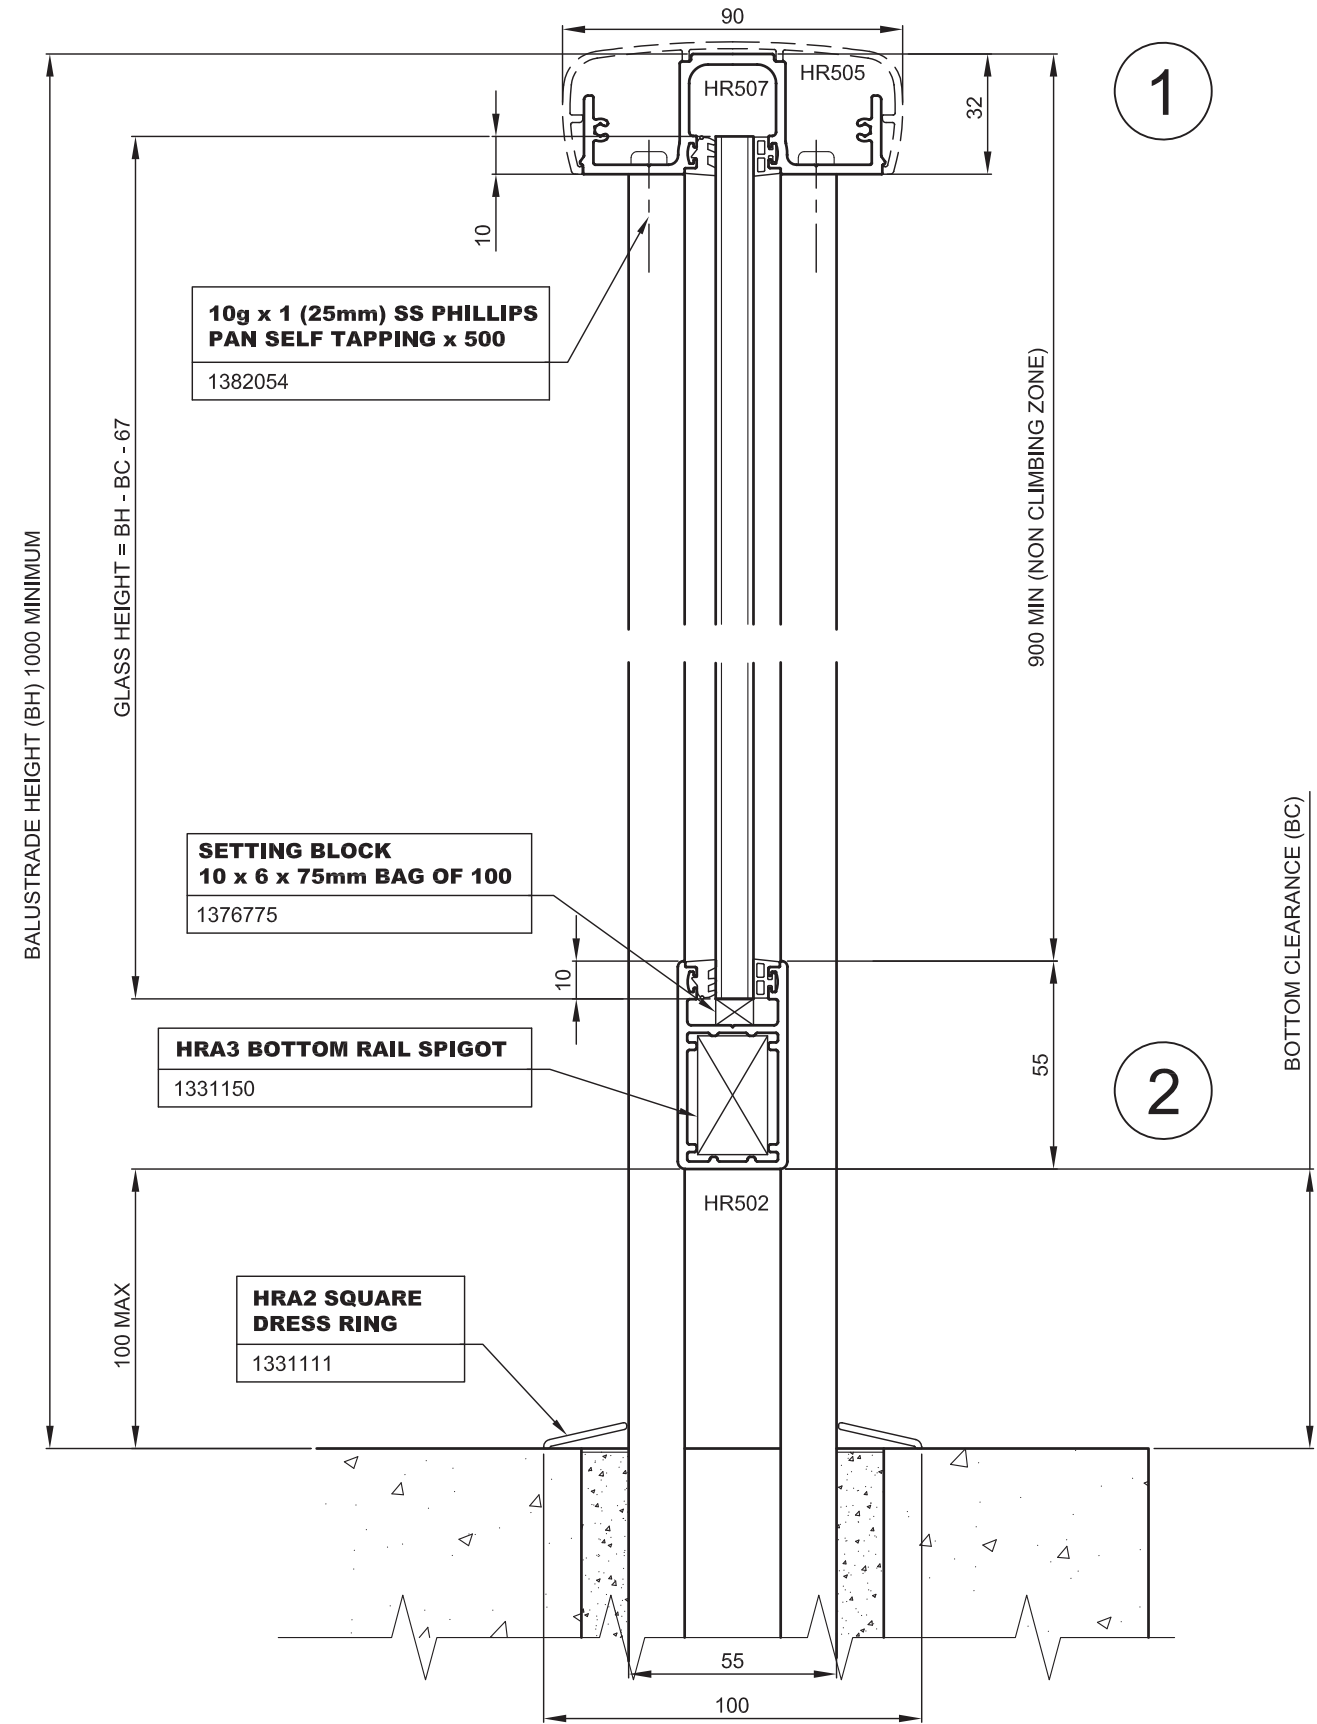 90
1
HR505
HR507
32
10
10g x 1 (25mm) SS PHILLIPS
PAN SELF TAPPING x 500
1382054
BALUSTRADE HEIGHT (BH) 1000 MINIMUM
GLASS HEIGHT = BH - BC - 67
900 MIN (NON CLIMBING ZONE)
BOTTOM CLEARANCE (BC)
SETTING BLOCK
10 x 6 x 75mm BAG OF 100
1376775
10
HRA3 BOTTOM RAIL SPIGOT
1331150
55
2
HR502
100 MAX
HRA2 SQUARE
DRESS RING
1331111
55
100